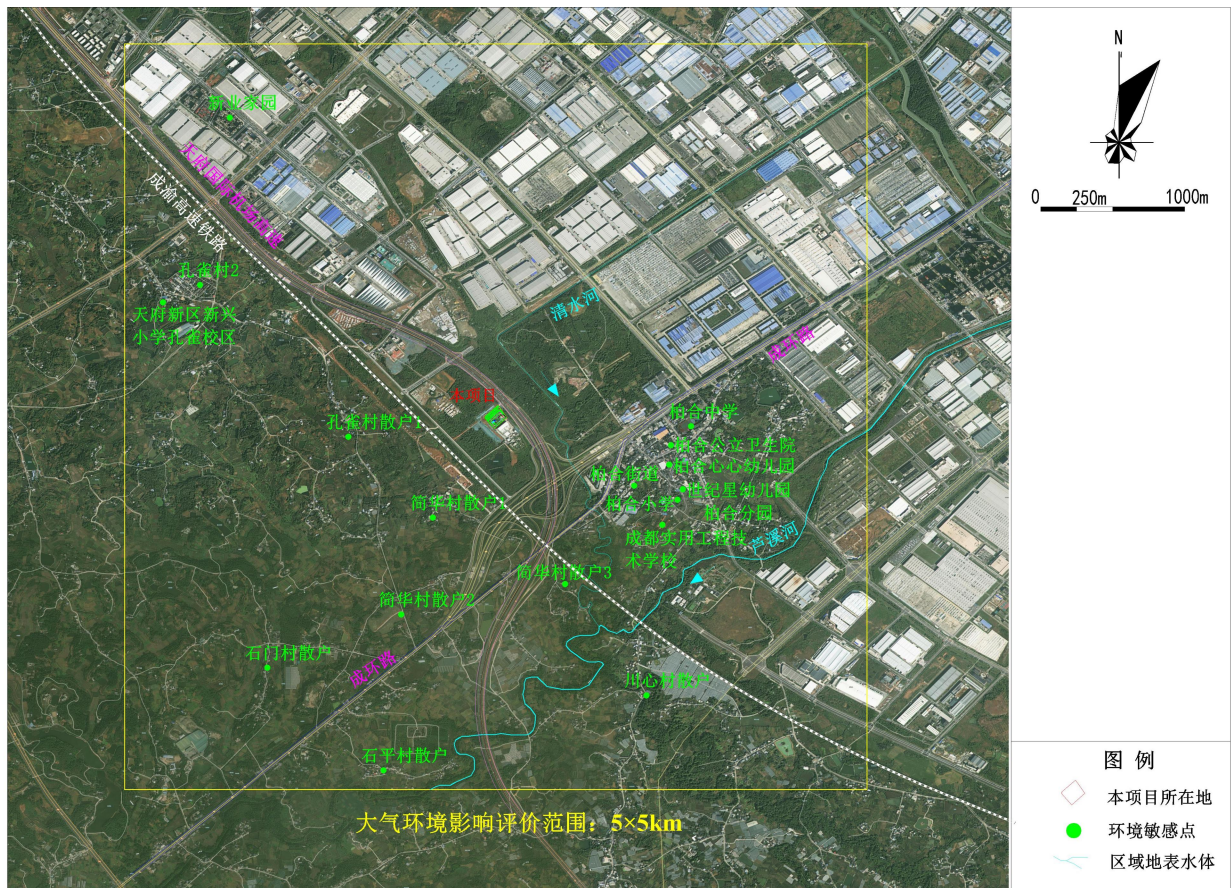 新业家园
天府国际机场高速
成渝高速铁路
孔雀村2
天府新区新兴
小学孔雀校区
清水河
成环路
本项目
孔雀村散户1
柏合中学
柏合公立卫生院
柏合心心幼儿园
柏合街道
世纪星幼儿园
柏合分园
柏合小学
简华村散户1
成都实用工程技
术学校
芦溪河
简华村散户3
简华村散户2
石门村散户
成环路
川心村散户
石平村散户
大气环境影响评价范围：5×5km
N
0 250m 1000m
图 例
本项目所在地
环境敏感点
区域地表水体